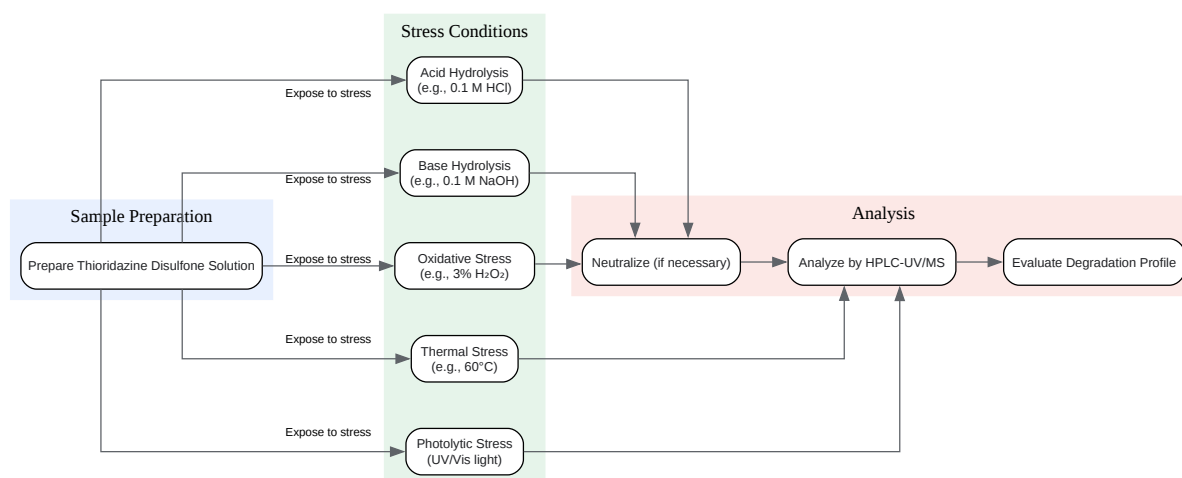 Stress Conditions
Acid Hydrolysis
(e.g., 0.1 M HCl)
Expose to stress
Base Hydrolysis
(e.g., 0.1 M NaOH)
Expose to stress
Sample Preparation
Analysis
Prepare Thioridazine Disulfone Solution
Expose to stress
Oxidative Stress
(e.g., 3% H₂O₂)
Neutralize (if necessary)
Analyze by HPLC-UV/MS
Evaluate Degradation Profile
Expose to stress
Thermal Stress
(e.g., 60°C)
Expose to stress
Photolytic Stress
(UV/Vis light)